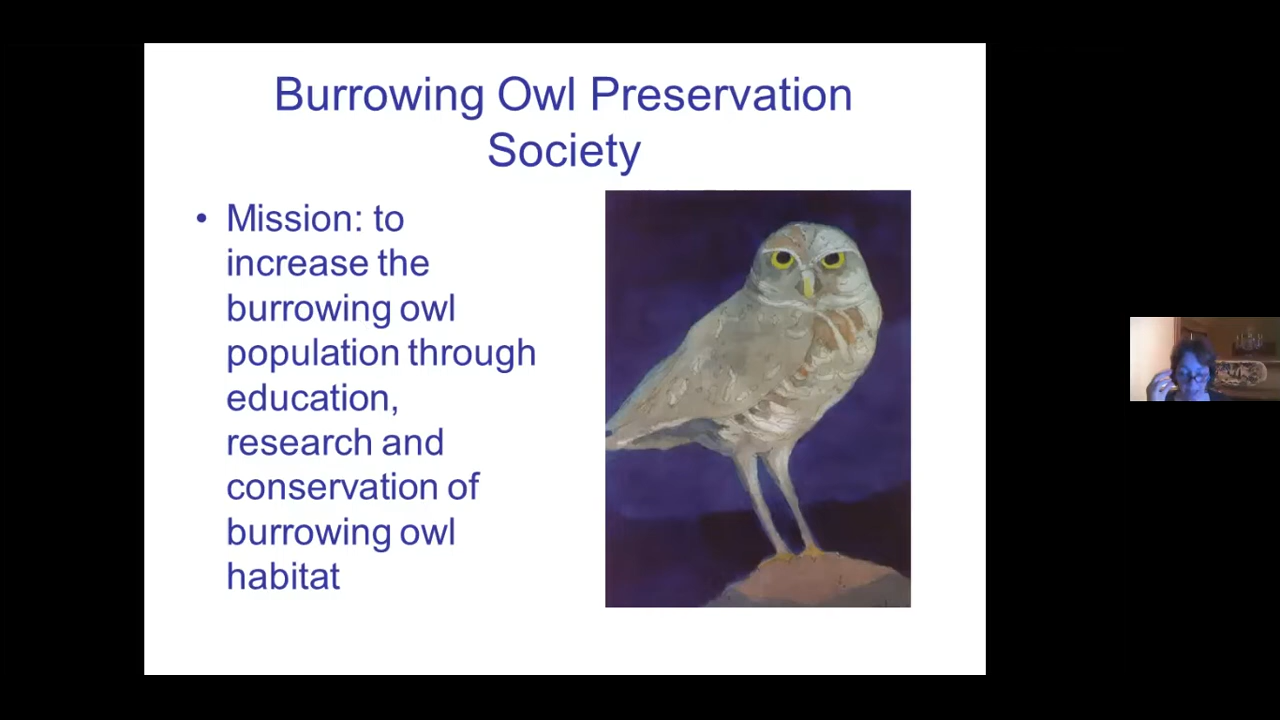 Burrowing Owl Preservation
Society
• Mission: to
increase the
burrowing owl
population through
education,
research and
conservation of
burrowing owl
habitat